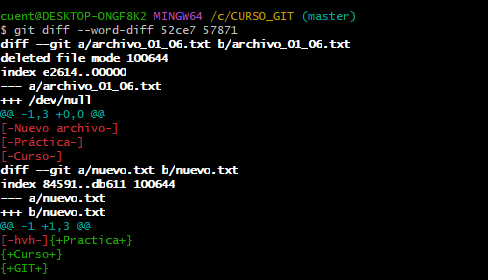 cuent@DESKTOP-ONGF8K2 MINGW64 /c/CURSO_GIT (master)
$ git diff --word-diff 52ce7 57871
diff --git a/archivo_01_06.txt b/archivo_01_06.txt
deleted file mode 100644
index e2614..00000
--- a/archivo_01_06.txt
+++ /dev/null
@@ -1,3 +0,0 @@
[-Nuevo archivo-]
[-Práctica-]
[-Curso-]
diff --git a/nuevo.txt b/nuevo.txt
index 84591..db611 100644
--- a/nuevo.txt
+++ b/nuevo.txt
@@ -1 +1,3 @@
[-hvh-]{+Practica+}
{+Curso+}
{+GIT+}